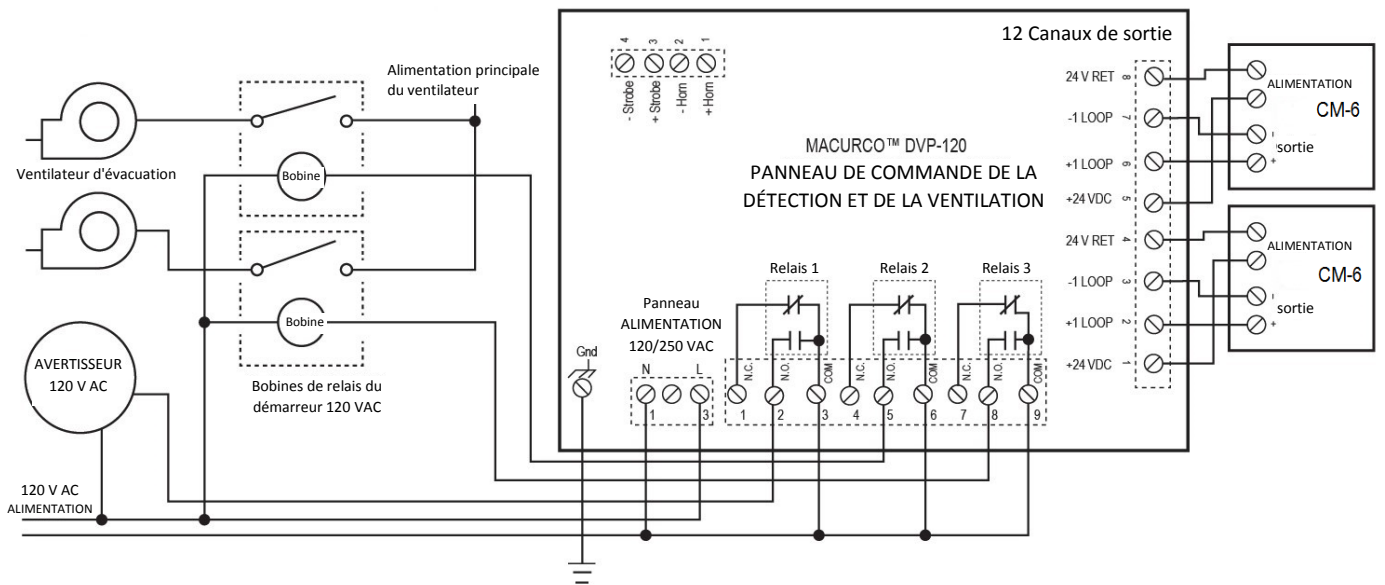 12 Canaux de sortie
4
3
2
1
- Strobe
+ Strobe
- Horn
+ Horn
Alimentation principale
du ventilateur
Ventilateur d'évacuation
Bobine
Bobine
Bobines de relais du
démarreur 120 VAC
AVERTISSEUR
120 V AC
120 V AC
ALIMENTATION
MACURCO™ DVP-120
PANNEAU DE COMMANDE DE LA
DÉTECTION ET DE LA VENTILATION
Panneau
ALIMENTATION
120/250 VAC
Gnd
N
L
1
3
Relais 1
Relais 2
Relais 3
N.C.
N.O.
COM
N.C.
N.O.
COM
N.C.
N.O.
COM
1
2
3
4
5
6
7
8
9
24 V RET 8
-1 LOOP 7
+1 LOOP 6
+24 VDC 5
24 V RET 4
-1 LOOP 3
+1 LOOP 2
+24 VDC 1
ALIMENTATION
CM-6
-
sortie
+
ALIMENTATION
CM-6
-
sortie
+